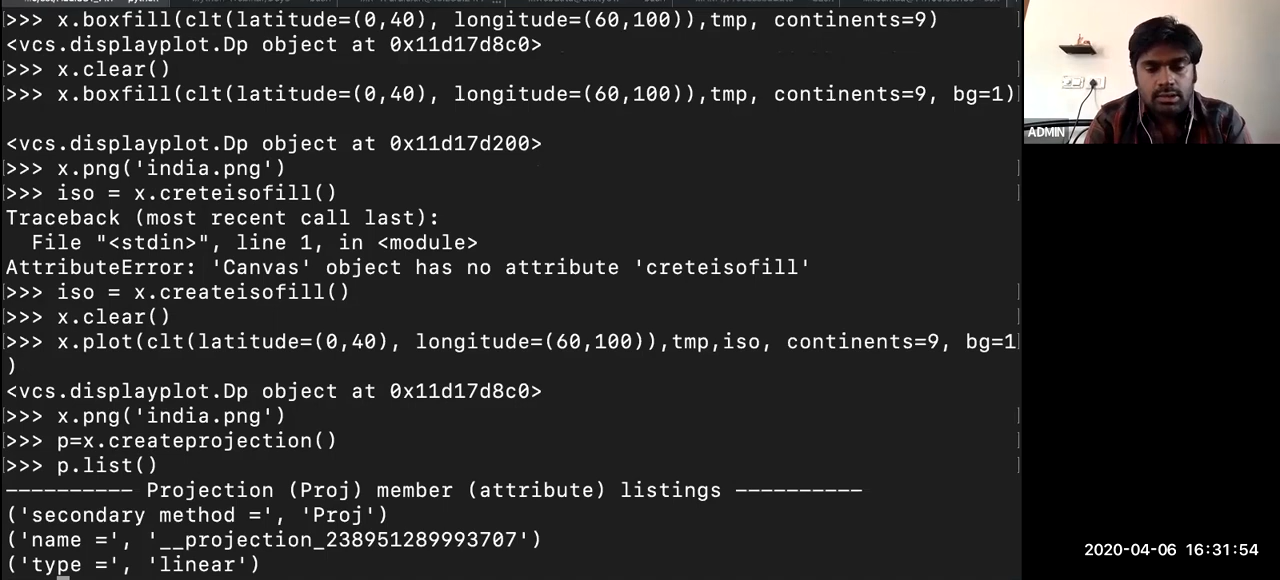 >>> x.boxfill(clt(latitude=(0,40), longitude=(60,100)),tmp, continents=9)
<vcs.displayplot.Dp object at 0x11d17d8c0>
>>> x.clear()
>>> x.boxfill(clt(latitude=(0,40), longitude=(60,100)),tmp, continents=9, bg=1)
<vcs.displayplot.Dp object at 0x11d17d200>
>>> x.png('india.png')
>>> iso = x.creteisofill()
Traceback (most recent call last):
  File "<stdin>", line 1, in <module>
AttributeError: 'Canvas' object has no attribute 'creteisofill'
>>> iso = x.createisofill()
>>> x.clear()
>>> x.plot(clt(latitude=(0,40), longitude=(60,100)),tmp,iso, continents=9, bg=1
)
<vcs.displayplot.Dp object at 0x11d17d8c0>
>>> x.png('india.png')
>>> p=x.createprojection()
>>> p.list()
---------- Projection (Proj) member (attribute) listings ----------
('secondary method =', 'Proj')
('name =', '__projection_238951289993707')
('type =', 'linear')
ADMIN
2020-04-06 16:31:54